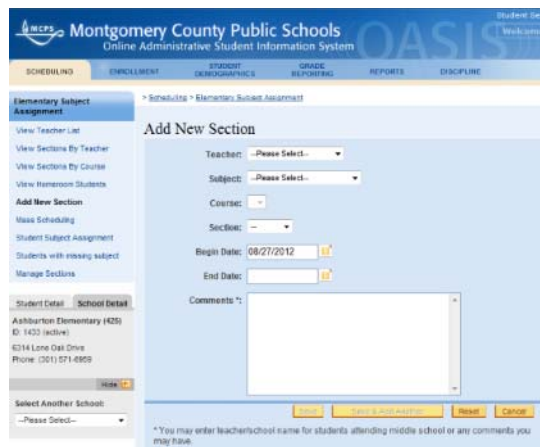 Student Se
MCPS Montgomery County Public Schools
Welcome
Online Administrative Student Information System
OASIS
SCHEDULING ENROLLMENT STUDENT DEMOGRAPHICS GRADE REPORTING REPORTS DISCIPLINE
Elementary Subject Assignment
> Scheduling > Elementary Subject Assignment
View Teacher List
View Sections By Teacher
View Sections By Course
View Homeroom Students
Add New Section
Mass Scheduling
Student Subject Assignment
Students with missing subject
Manage Sections
Student Detail School Detail
Ashburton Elementary (425)
ID: 1433 (active)
6314 Lone Oak Drive
Phone: (301) 571-6959
Hide
Select Another School:
--Please Select--
Add New Section
Teacher: --Please Select--
Subject: --Please Select--
Course: --
Section: --
Begin Date: 08/27/2012
End Date:
Comments *:
Save Save & Add Another Reset Cancel
* You may enter teacher/school name for students attending middle school or any comments you
may have.